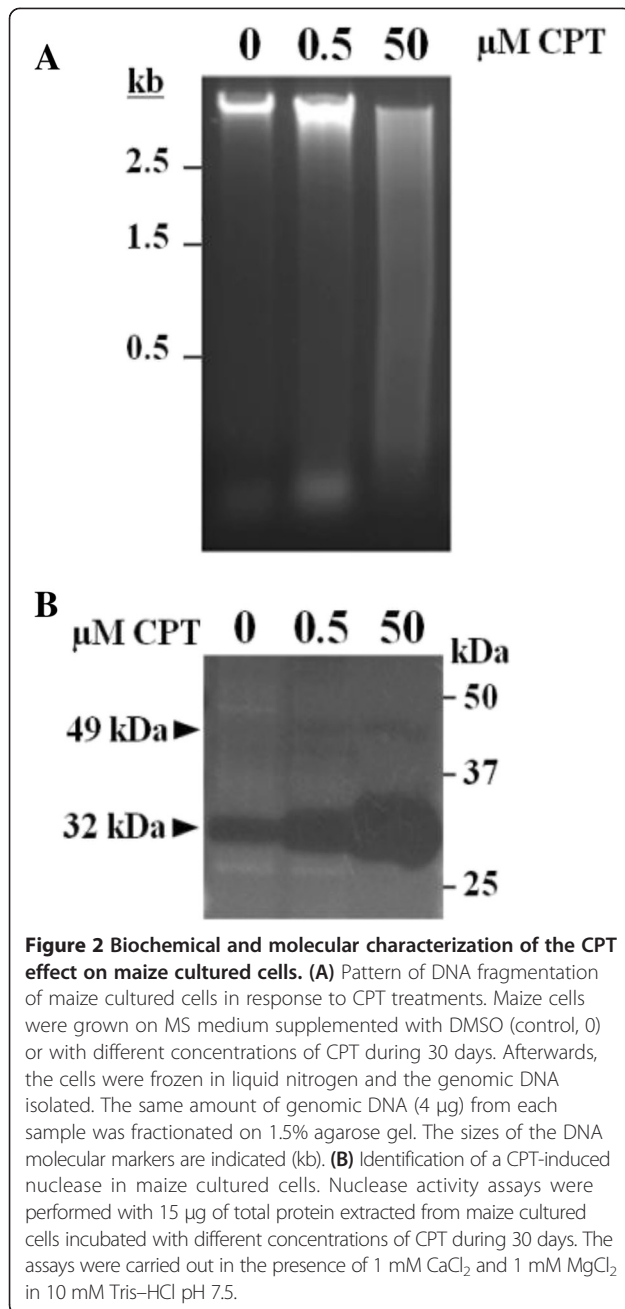 A
0 0.5 50 μM CPT
kb
2.5
1.5
0.5
B
μM CPT 0 0.5 50
kDa
50
49 kDa
37
32 kDa
25
Figure 2 Biochemical and molecular characterization of the CPT
effect on maize cultured cells. (A) Pattern of DNA fragmentation
of maize cultured cells in response to CPT treatments. Maize cells
were grown on MS medium supplemented with DMSO (control, 0)
or with different concentrations of CPT during 30 days. Afterwards,
the cells were frozen in liquid nitrogen and the genomic DNA
isolated. The same amount of genomic DNA (4 μg) from each
sample was fractionated on 1.5% agarose gel. The sizes of the DNA
molecular markers are indicated (kb). (B) Identification of a CPT-induced
nuclease in maize cultured cells. Nuclease activity assays were
performed with 15 μg of total protein extracted from maize cultured
cells incubated with different concentrations of CPT during 30 days. The
assays were carried out in the presence of 1 mM CaCl₂ and 1 mM MgCl₂
in 10 mM Tris–HCl pH 7.5.